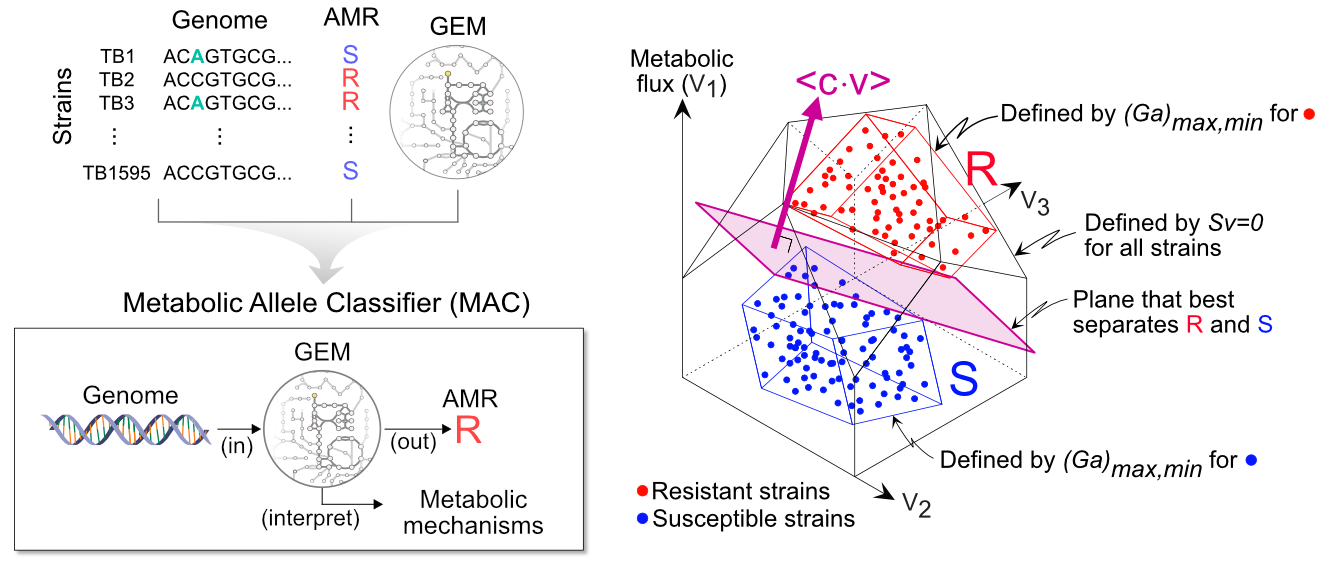 Genome AMR GEM
Strains
TB1 ACAGTGCG... S
TB2 ACCGTGCG... R
TB3 ACAGTGCG... R
⋮ ⋮ ⋮
TB1595 ACCGTGCG... S
Metabolic Allele Classifier (MAC)
GEM
Genome
AMR
R
(in)
(out)
(interpret)
Metabolic
mechanisms
Metabolic
flux (V1)
<c·v>
Defined by (Ga)max,min for
R
V3
Defined by Sv=0
for all strains
Plane that best
separates R and S
S
Defined by (Ga)max,min for
V2
Resistant strains
Susceptible strains